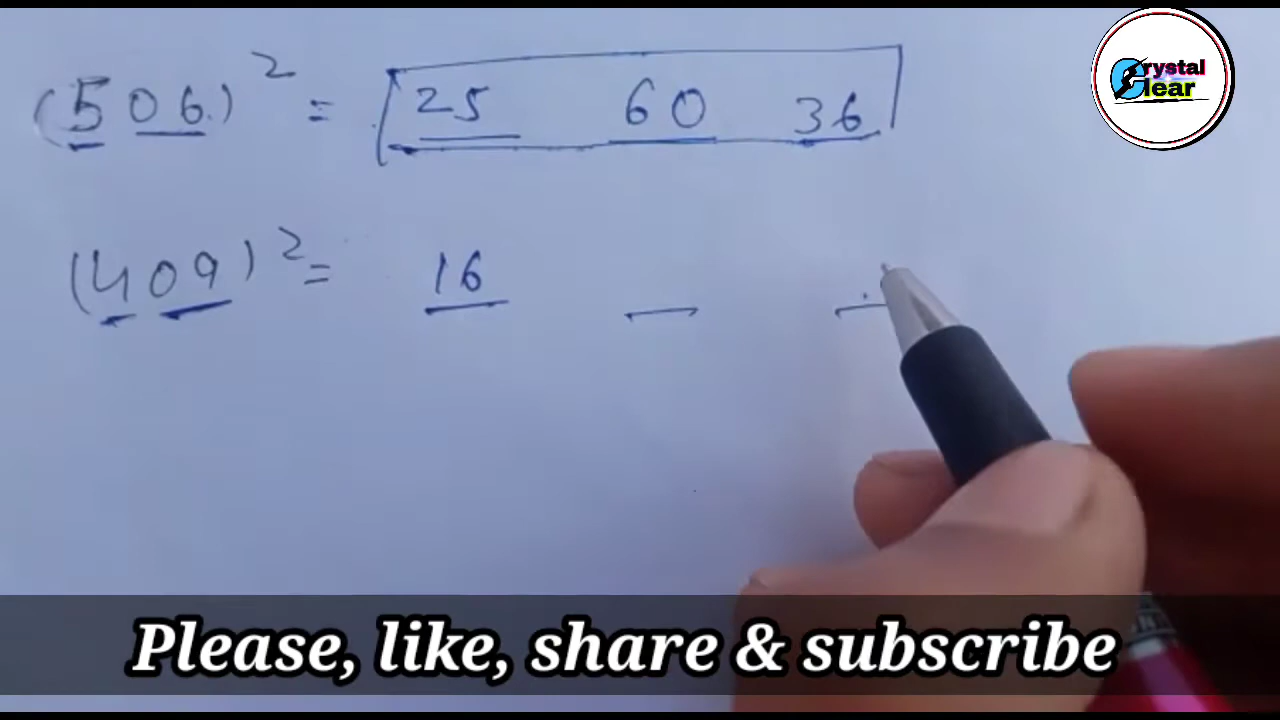 (506)² = 25 60 36
Crystal
Clear
(409)² = 16 _ _
Please, like, share & subscribe